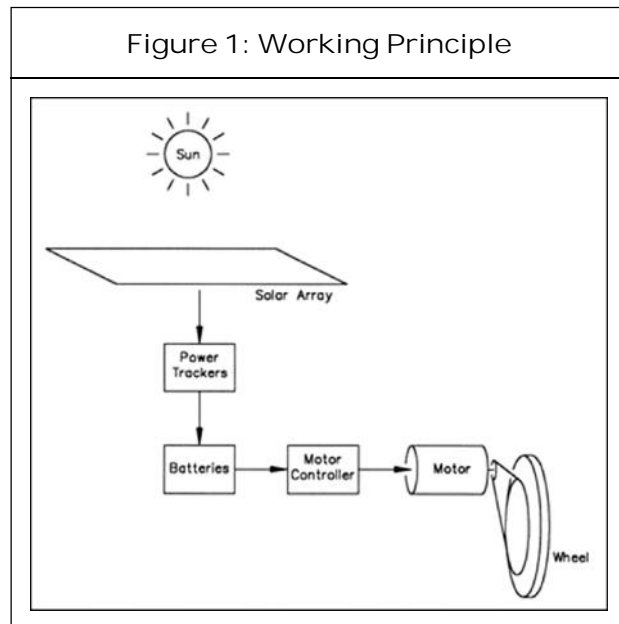 Figure 1: Working Principle
Sun
Solar Array
Power
Trackers
Batteries
Motor
Controller
Motor
Wheel